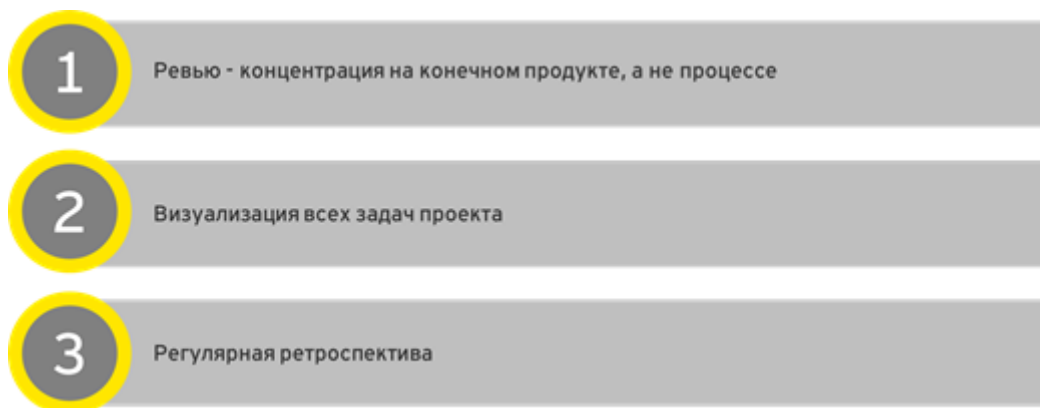 1
Ревью - концентрация на конечном продукте, а не процессе
2
Визуализация всех задач проекта
3
Регулярная ретроспектива